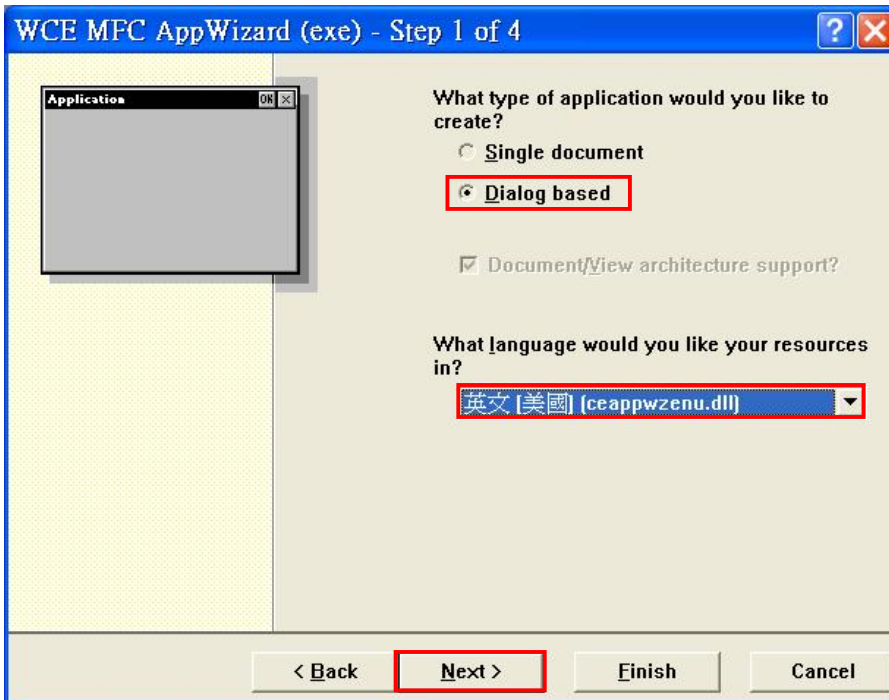 WCE MFC AppWizard (exe) - Step 1 of 4
Application OK
What type of application would you like to
create?
Single document
Dialog based
Document/View architecture support?
What language would you like your resources
in?
英文 [美國] (ceappwzenu.dll)
< Back Next > Finish Cancel